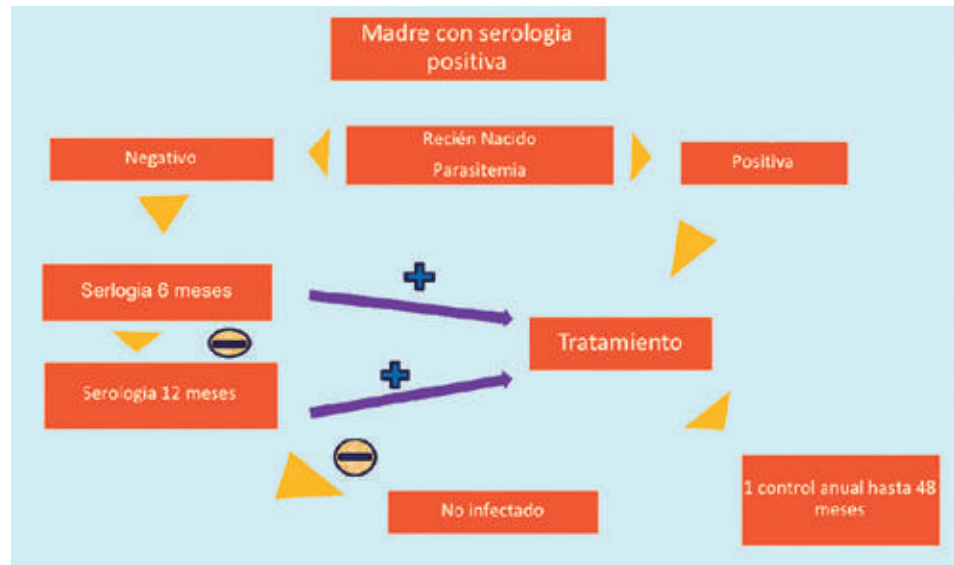 Madre con serologia
positiva
Negativo
Recién Nacido
Parasitemia
Positiva
Serlogia 6 meses
Serologia 12 meses
Tratamiento
No infectado
1 control anual hasta 48
meses